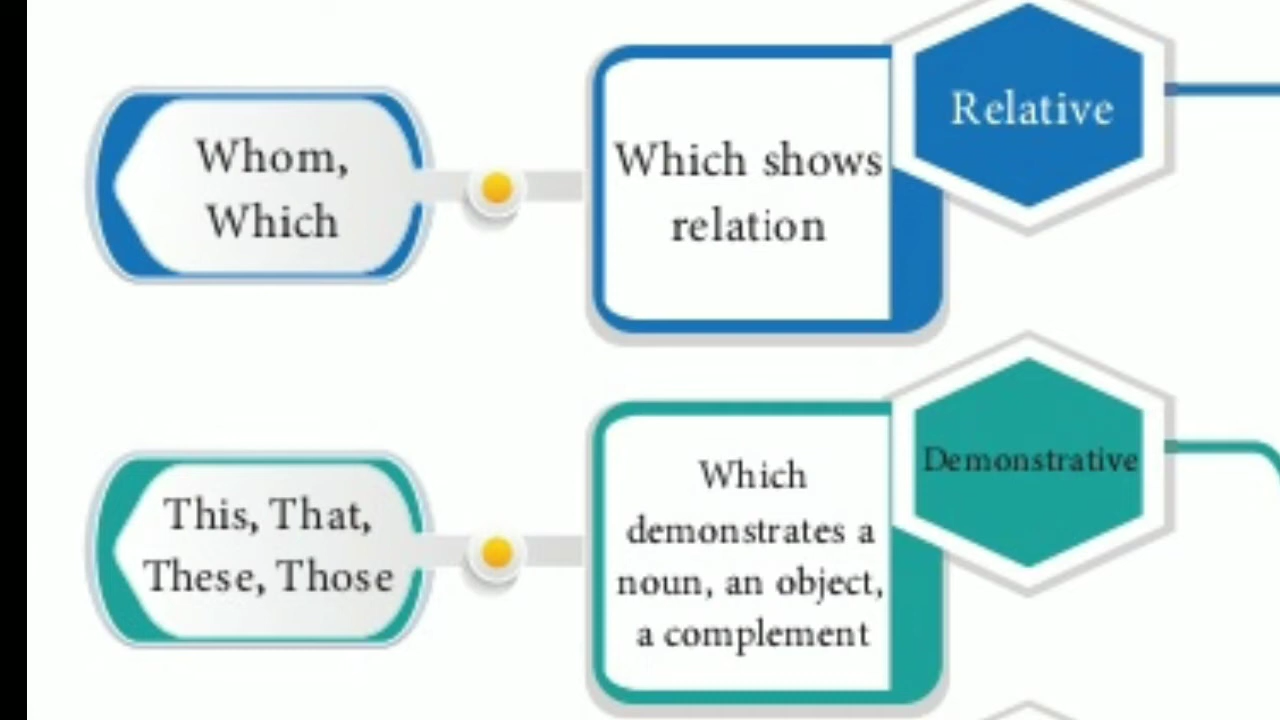 Whom,
Which
Which shows
relation
Relative
This, That,
These, Those
Which
demonstrates a
noun, an object,
a complement
Demonstrative